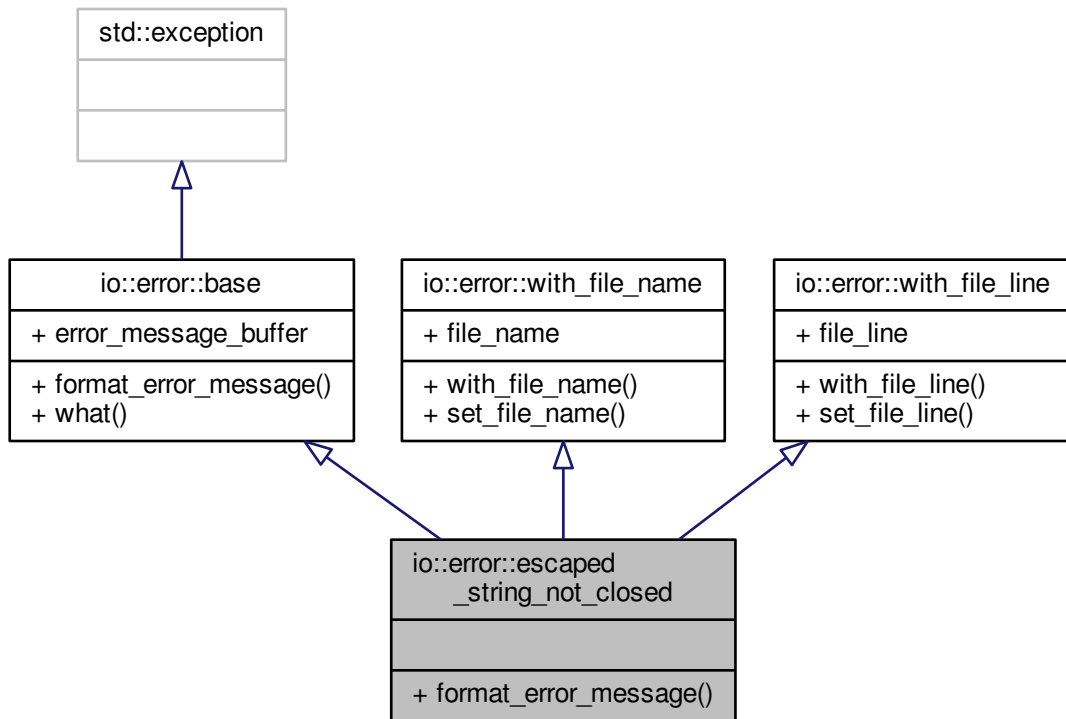 std::exception
io::error::base
+ error_message_buffer
+ format_error_message()
+ what()
io::error::with_file_name
+ file_name
+ with_file_name()
+ set_file_name()
io::error::with_file_line
+ file_line
+ with_file_line()
+ set_file_line()
io::error::escaped
_string_not_closed
+ format_error_message()